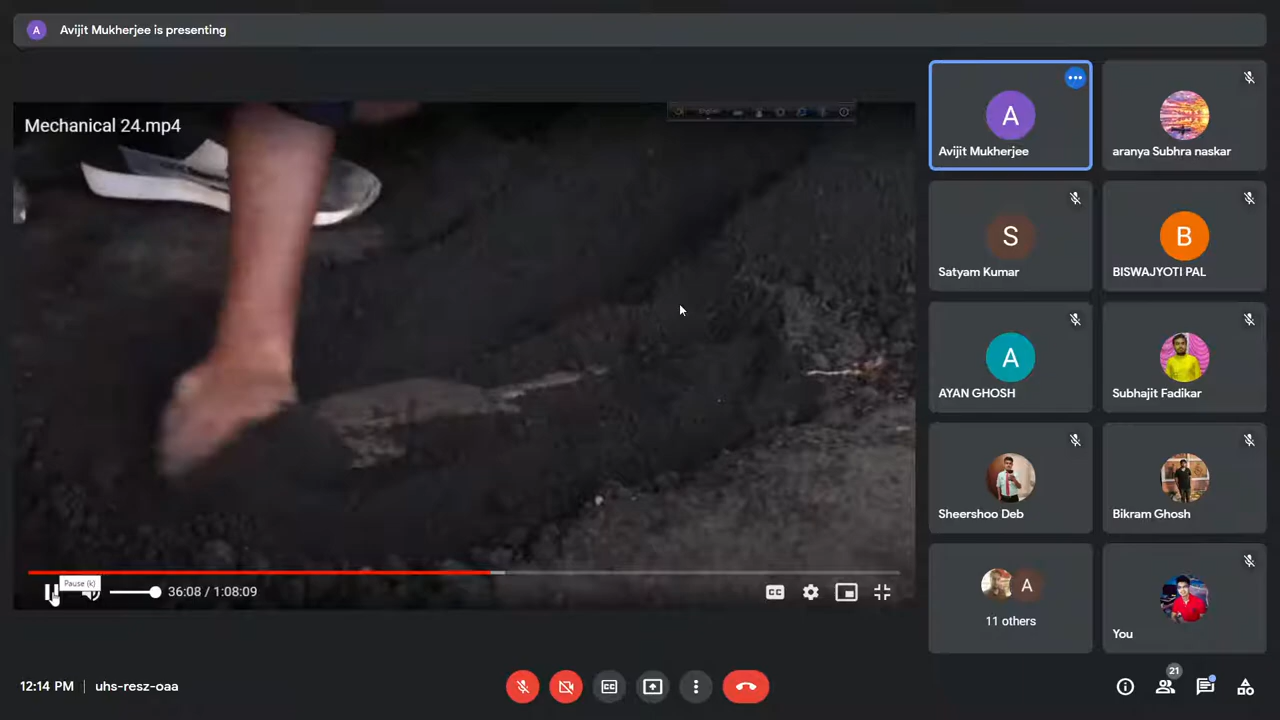 A
Avijit Mukherjee is presenting
Mechanical 24.mp4
Pause (k)
36:08 / 1:08:09
CC
A
Avijit Mukherjee
aranya Subhra naskar
S
Satyam Kumar
B
BISWAJYOTI PAL
A
AYAN GHOSH
Subhajit Fadikar
Sheershoo Deb
Bikram Ghosh
A
11 others
You
12:14 PM
uhs-resz-oaa
CC
21